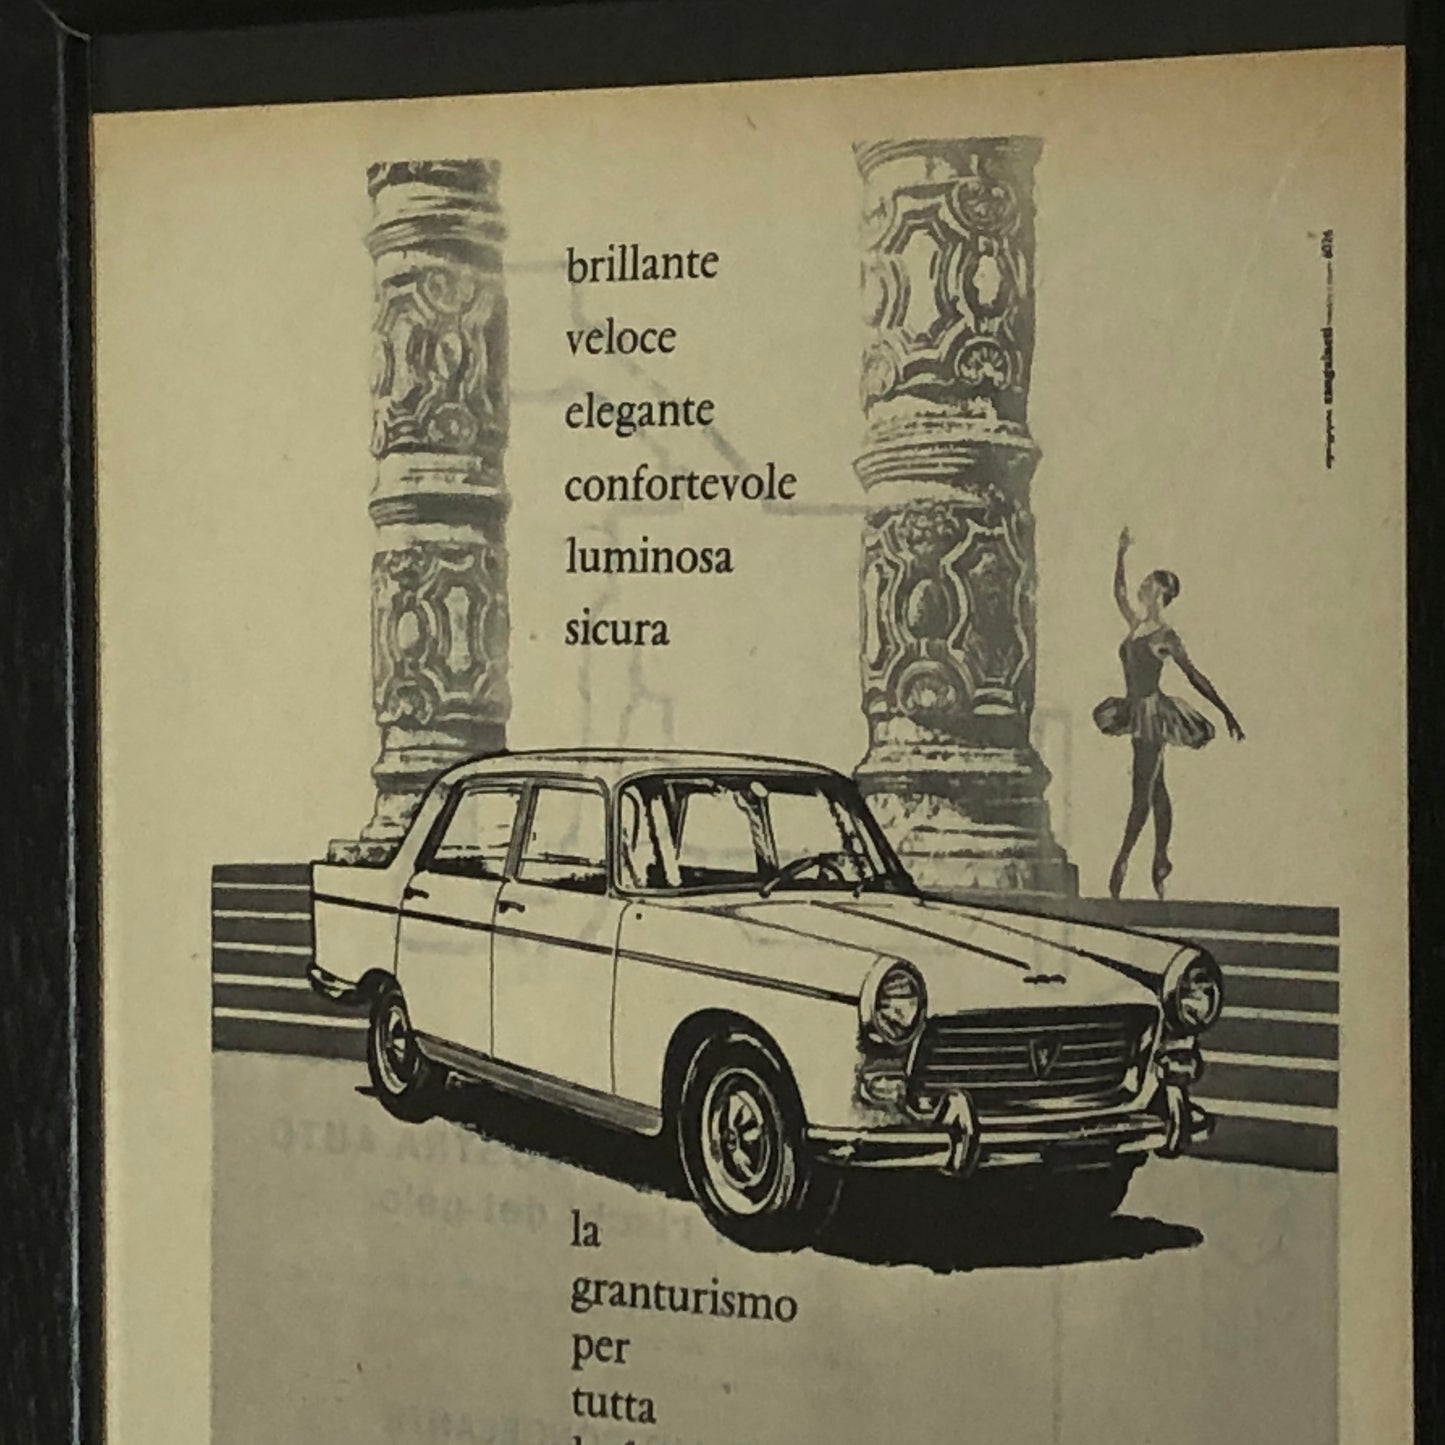 brillante
veloce
elegante
confortevole
luminosa
sicura
la
granturismo
per
tutta